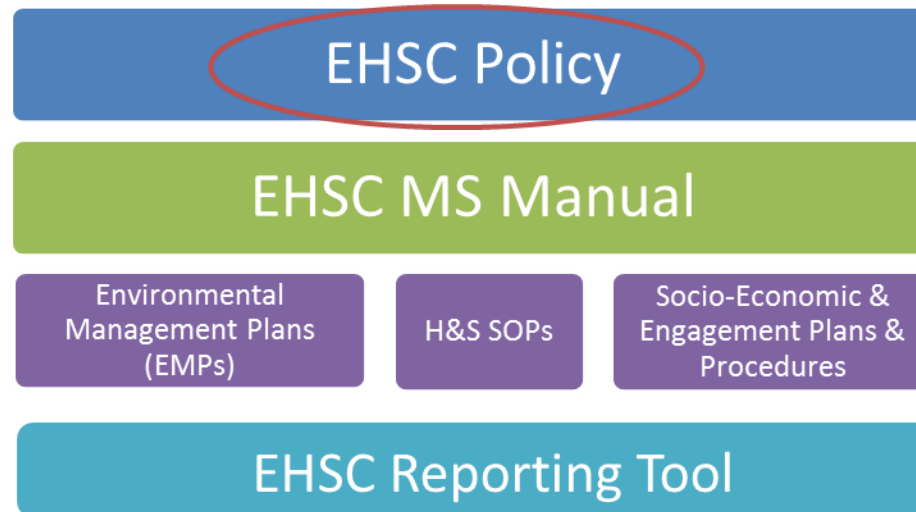 EHSC Policy
EHSC MS Manual
Environmental
Management Plans
(EMPs)
H&S SOPs
Socio-Economic &
Engagement Plans &
Procedures
EHSC Reporting Tool